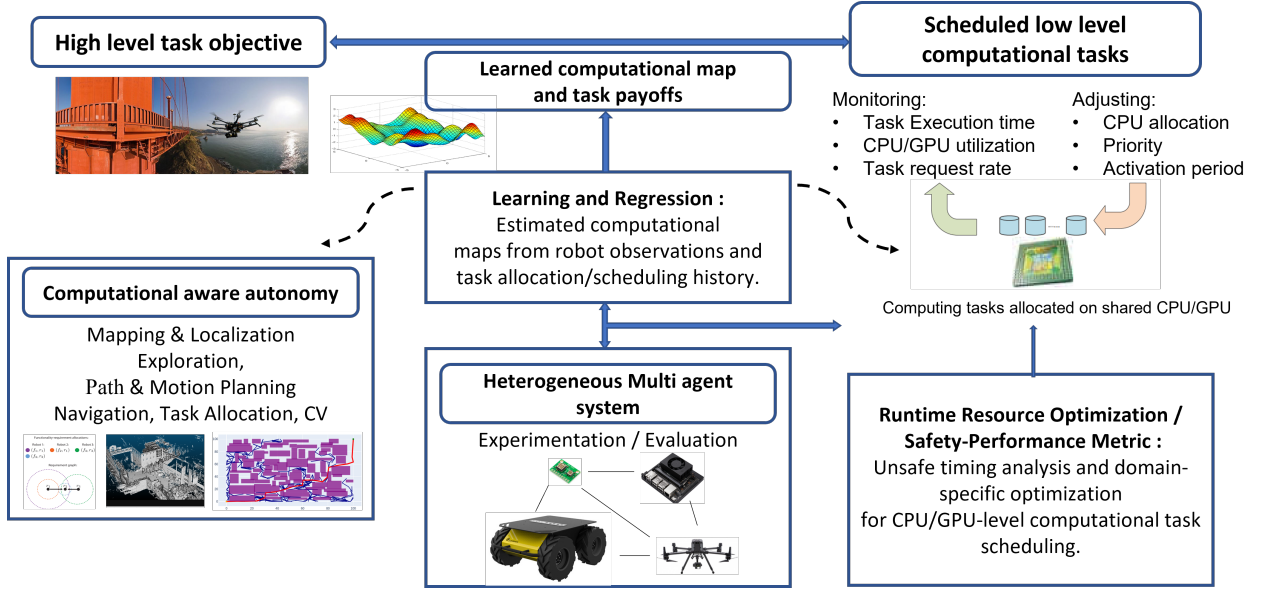 High level task objective
Scheduled low level
computational tasks
Learned computational map
and task payoffs
Monitoring:
• Task Execution time
• CPU/GPU utilization
• Task request rate
Adjusting:
• CPU allocation
• Priority
• Activation period
Learning and Regression :
Estimated computational
maps from robot observations and
task allocation/scheduling history.
Computing tasks allocated on shared CPU/GPU
Computational aware autonomy
Mapping & Localization
Exploration,
Path & Motion Planning
Navigation, Task Allocation, CV
Heterogeneous Multi agent
system
Experimentation / Evaluation
Runtime Resource Optimization /
Safety-Performance Metric :
Unsafe timing analysis and domain-
specific optimization
for CPU/GPU-level computational task
scheduling.